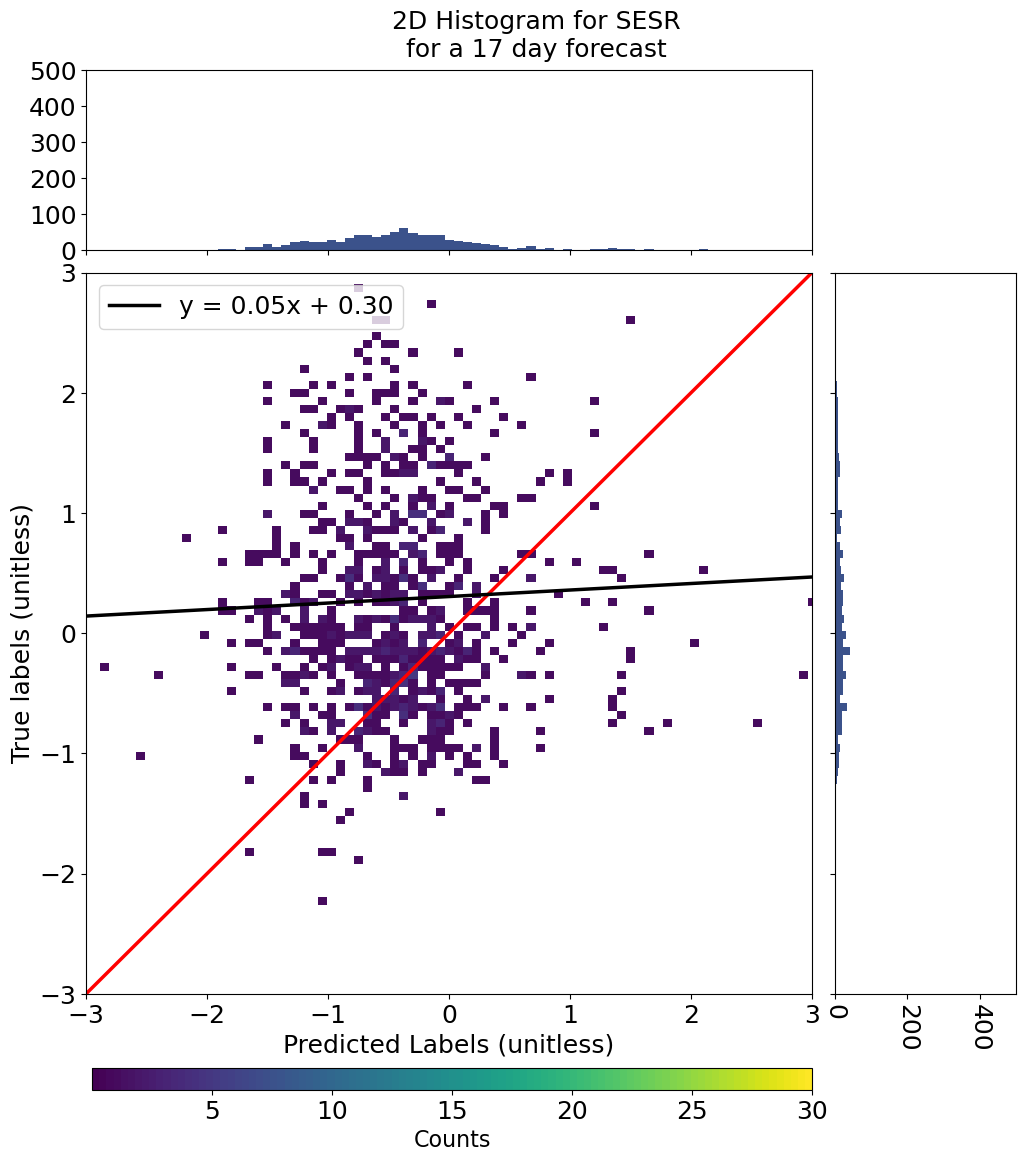 2D Histogram for SESR
for a 17 day forecast
500
400
300
200
100
0
3
2
1
0
−1
−2
−3
True labels (unitless)
y = 0.05x + 0.30
−3 −2 −1 0 1 2 3
Predicted Labels (unitless)
0 200 400
5 10 15 20 25 30
Counts